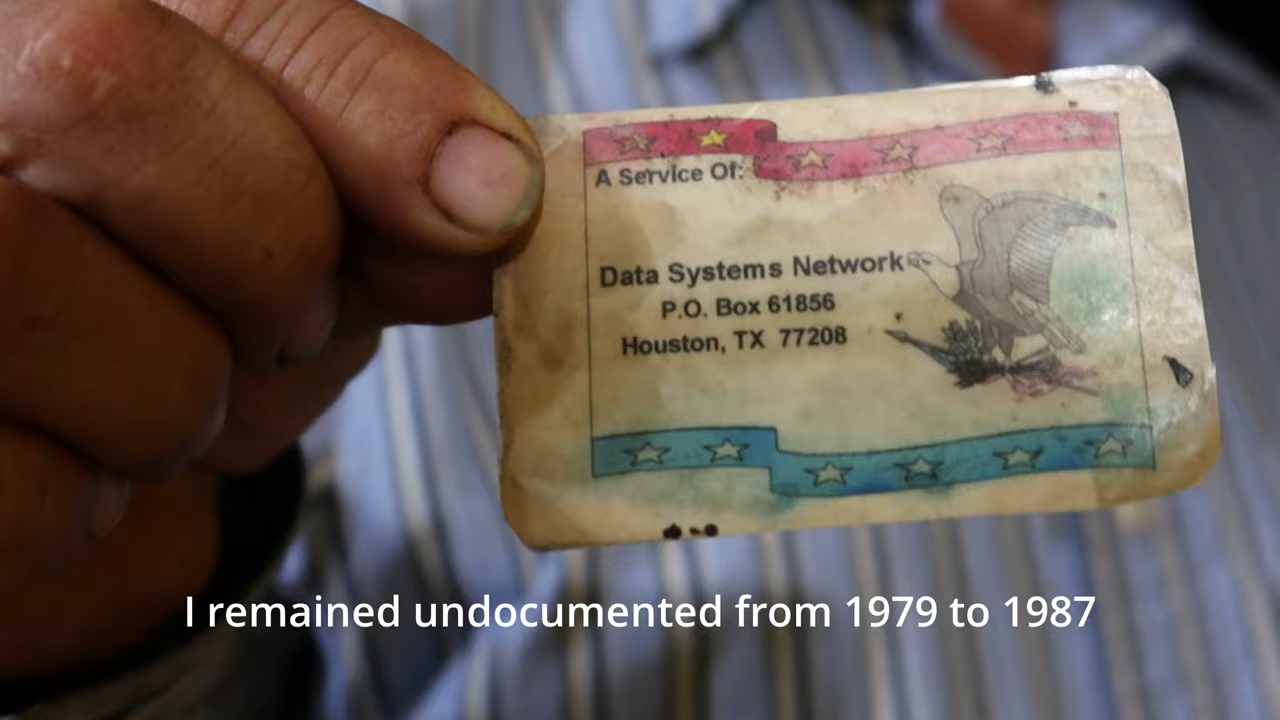 A Service Of:
Data Systems Network
P.O. Box 61856
Houston, TX 77208
I remained undocumented from 1979 to 1987